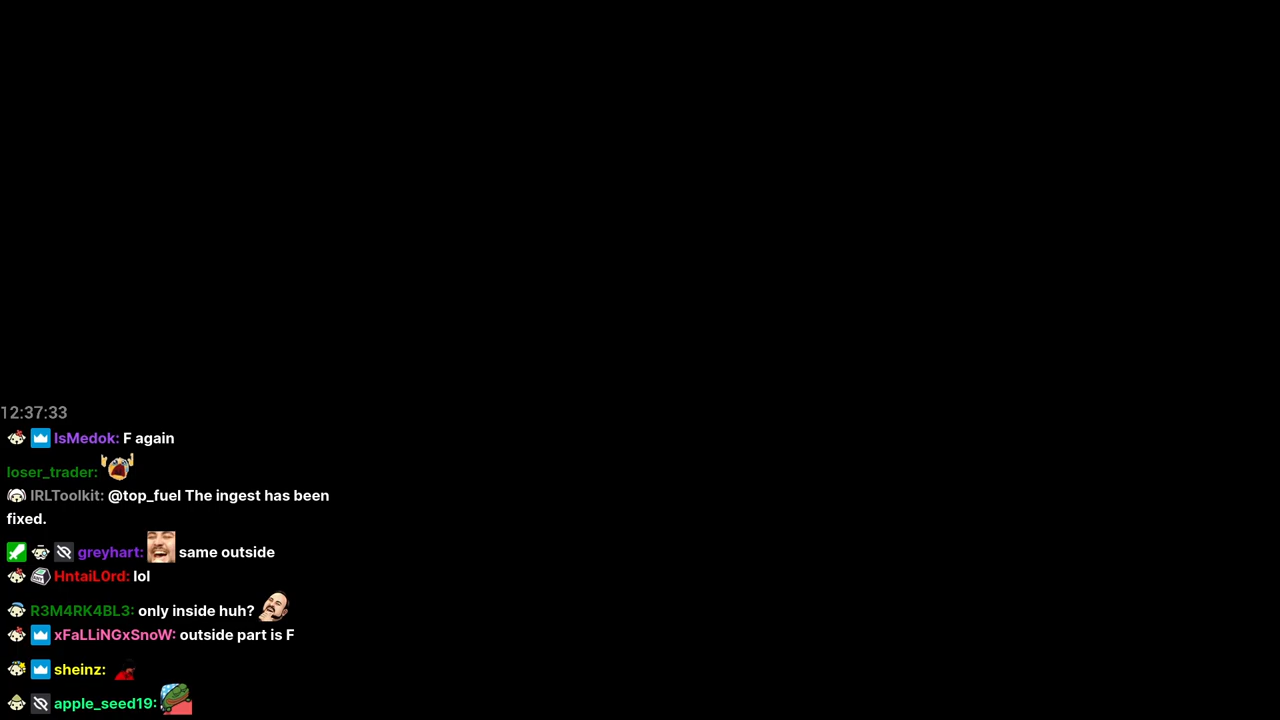 12:37:33
IsMedok: F again
loser_trader:
IRLToolkit: @top_fuel The ingest has been
fixed.
greyhart: same outside
HntaiL0rd: lol
R3M4RK4BL3: only inside huh?
xFaLLiNGxSnoW: outside part is F
sheinz:
apple_seed19: